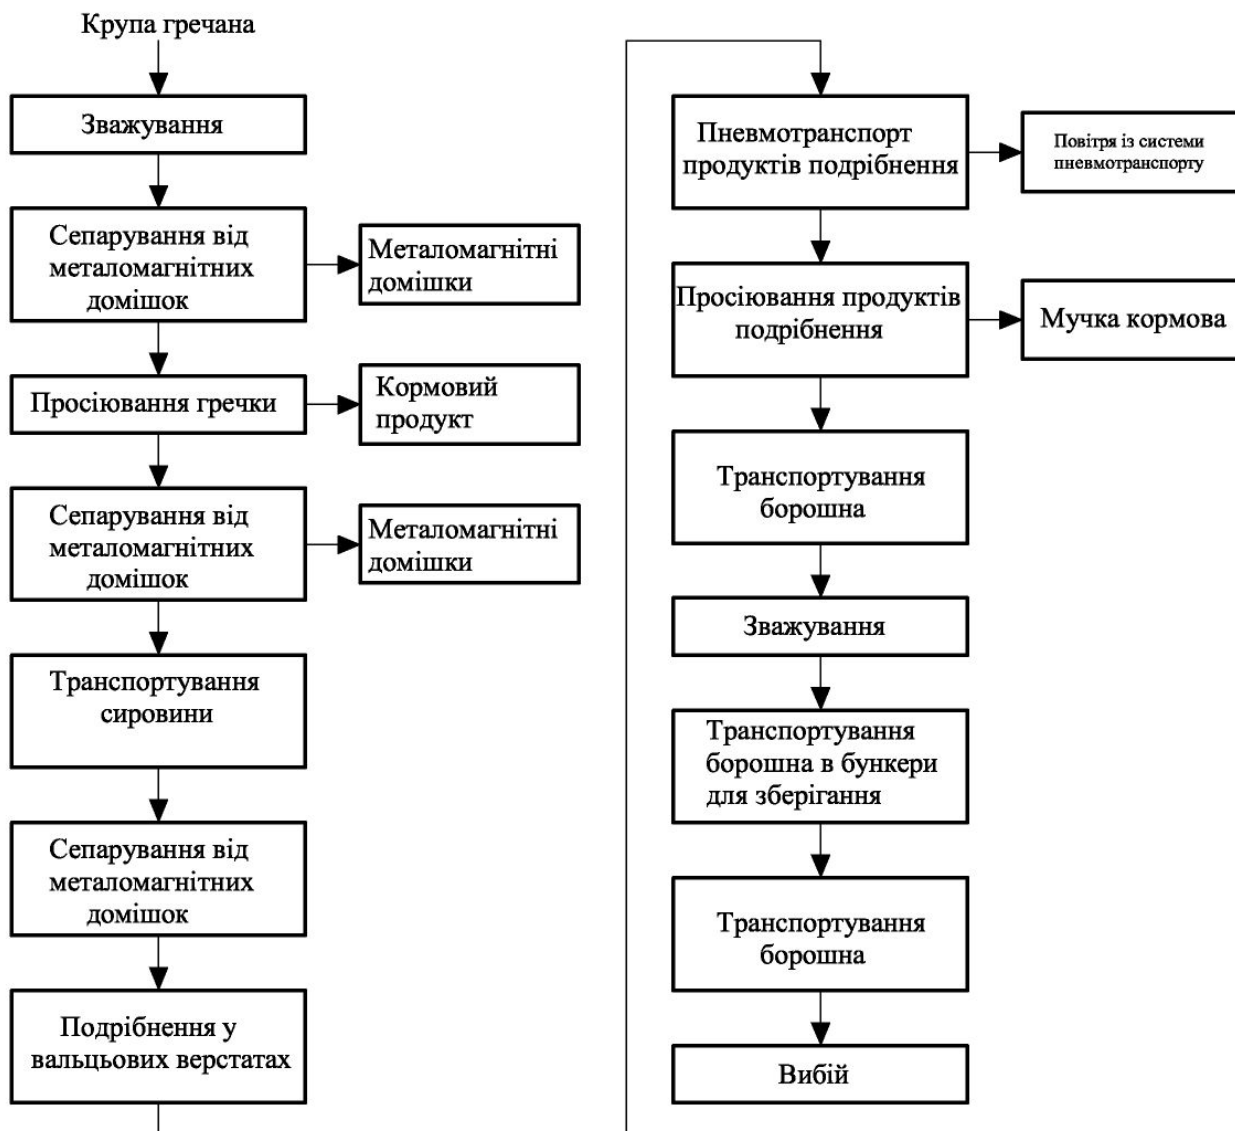 Крупа гречана
Зважування
Сепарування від
металомагнітних
домішок
Металомагнітні
домішки
Просіювання гречки
Кормовий
продукт
Сепарування від
металомагнітних
домішок
Металомагнітні
домішки
Транспортування
сировини
Сепарування від
металомагнітних
домішок
Подрібнення у
вальцьових верстатах
Пневмотранспорт
продуктів подрібнення
Повітря із системи
пневмотранспорту
Просіювання продуктів
подрібнення
Мучка кормова
Транспортування
борошна
Зважування
Транспортування
борошна в бункери
для зберігання
Транспортування
борошна
Вибій